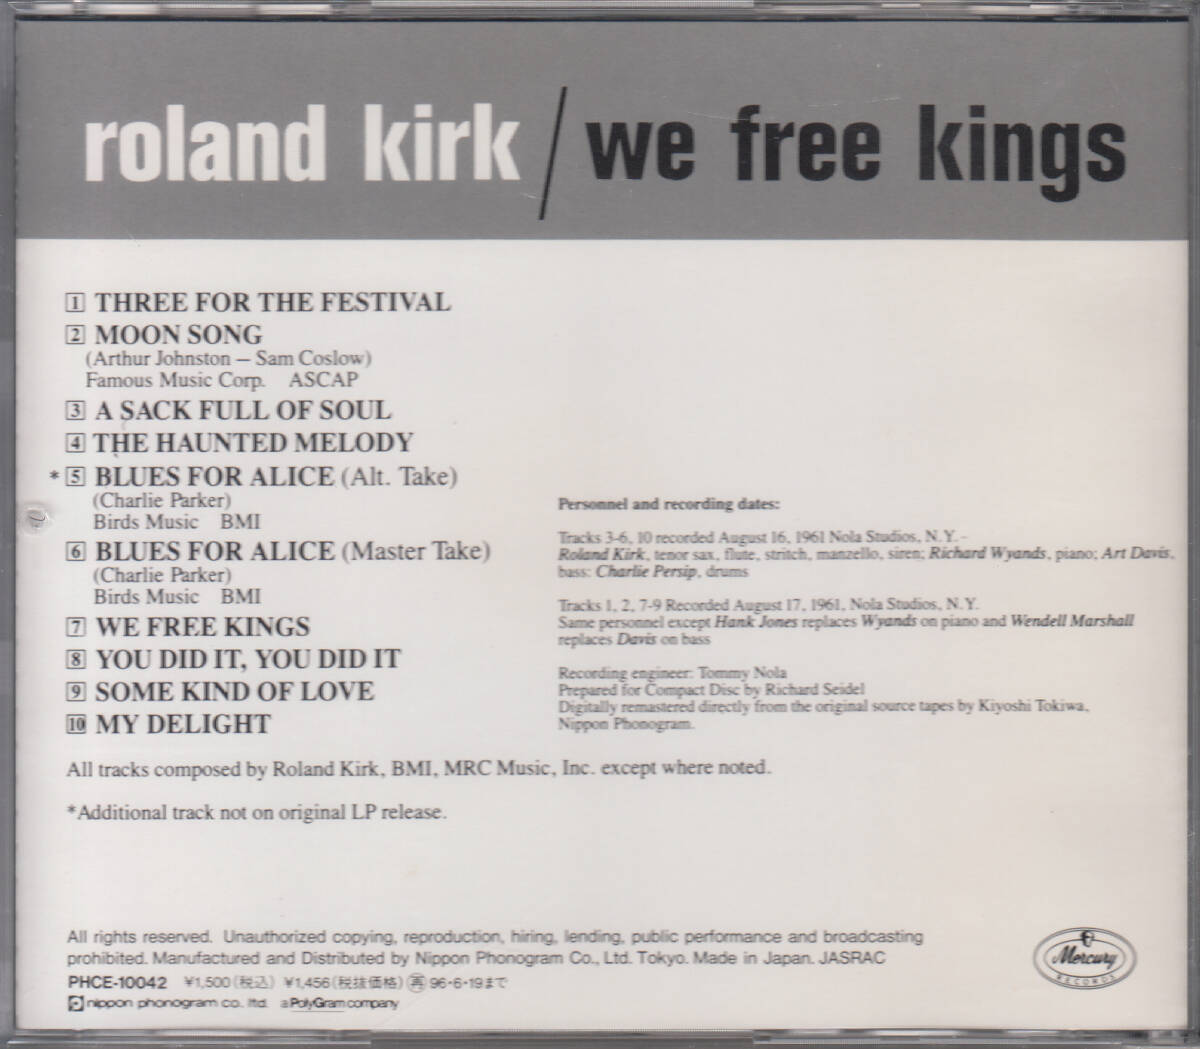 roland kirk / we free kings
1 THREE FOR THE FESTIVAL
2 MOON SONG
(Arthur Johnston – Sam Coslow)
Famous Music Corp. ASCAP
3 A SACK FULL OF SOUL
4 THE HAUNTED MELODY
*5 BLUES FOR ALICE (Alt. Take)
(Charlie Parker)
Birds Music BMI
6 BLUES FOR ALICE (Master Take)
(Charlie Parker)
Birds Music BMI
7 WE FREE KINGS
8 YOU DID IT, YOU DID IT
9 SOME KIND OF LOVE
10 MY DELIGHT
Personnel and recording dates:
Tracks 3-6, 10 recorded August 16, 1961 Nola Studios, N.Y.–
Roland Kirk, tenor sax, flute, stritch, manzello, siren; Richard Wyands, piano; Art Davis,
bass: Charlie Persip, drums
Tracks 1, 2, 7-9 Recorded August 17, 1961, Nola Studios, N.Y.
Same personnel except Hank Jones replaces Wyands on piano and Wendell Marshall
replaces Davis on bass
Recording engineer: Tommy Nola
Prepared for Compact Disc by Richard Seidel
Digitally remastered directly from the original source tapes by Kiyoshi Tokiwa,
Nippon Phonogram.
All tracks composed by Roland Kirk, BMI, MRC Music, Inc. except where noted.
*Additional track not on original LP release.
All rights reserved. Unauthorized copying, reproduction, hiring, lending, public performance and broadcasting
prohibited. Manufactured and Distributed by Nippon Phonogram Co., Ltd. Tokyo. Made in Japan. JASRAC
PHCE-10042 ¥1,500(税込) ¥1,456(税抜価格) 再 96・6・19まで
nippon phonogram co. ltd. a PolyGram company
Mercury
RECORDS